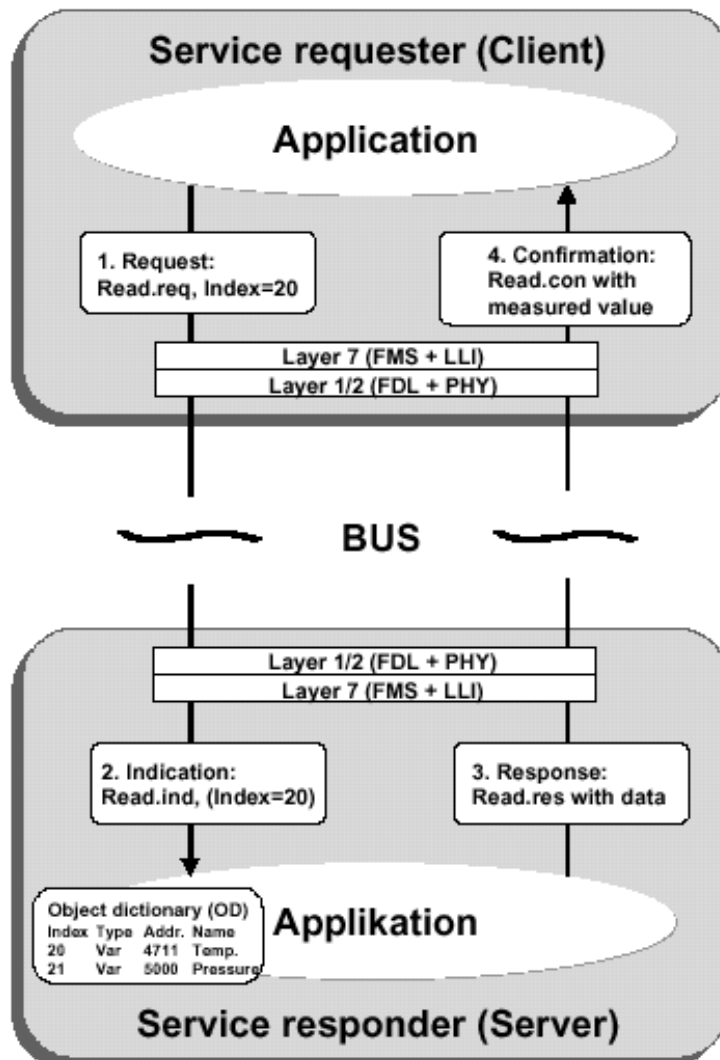 Service requester (Client)
Application
1. Request:
Read.req, Index=20
4. Confirmation:
Read.con with
measured value
Layer 7 (FMS + LLI)
Layer 1/2 (FDL + PHY)
BUS
Layer 1/2 (FDL + PHY)
Layer 7 (FMS + LLI)
2. Indication:
Read.ind, (Index=20)
3. Response:
Read.res with data
Object dictionary (OD)
Index Type Addr. Name
20 Var 4711 Temp.
21 Var 5000 Pressure
Applikation
Service responder (Server)